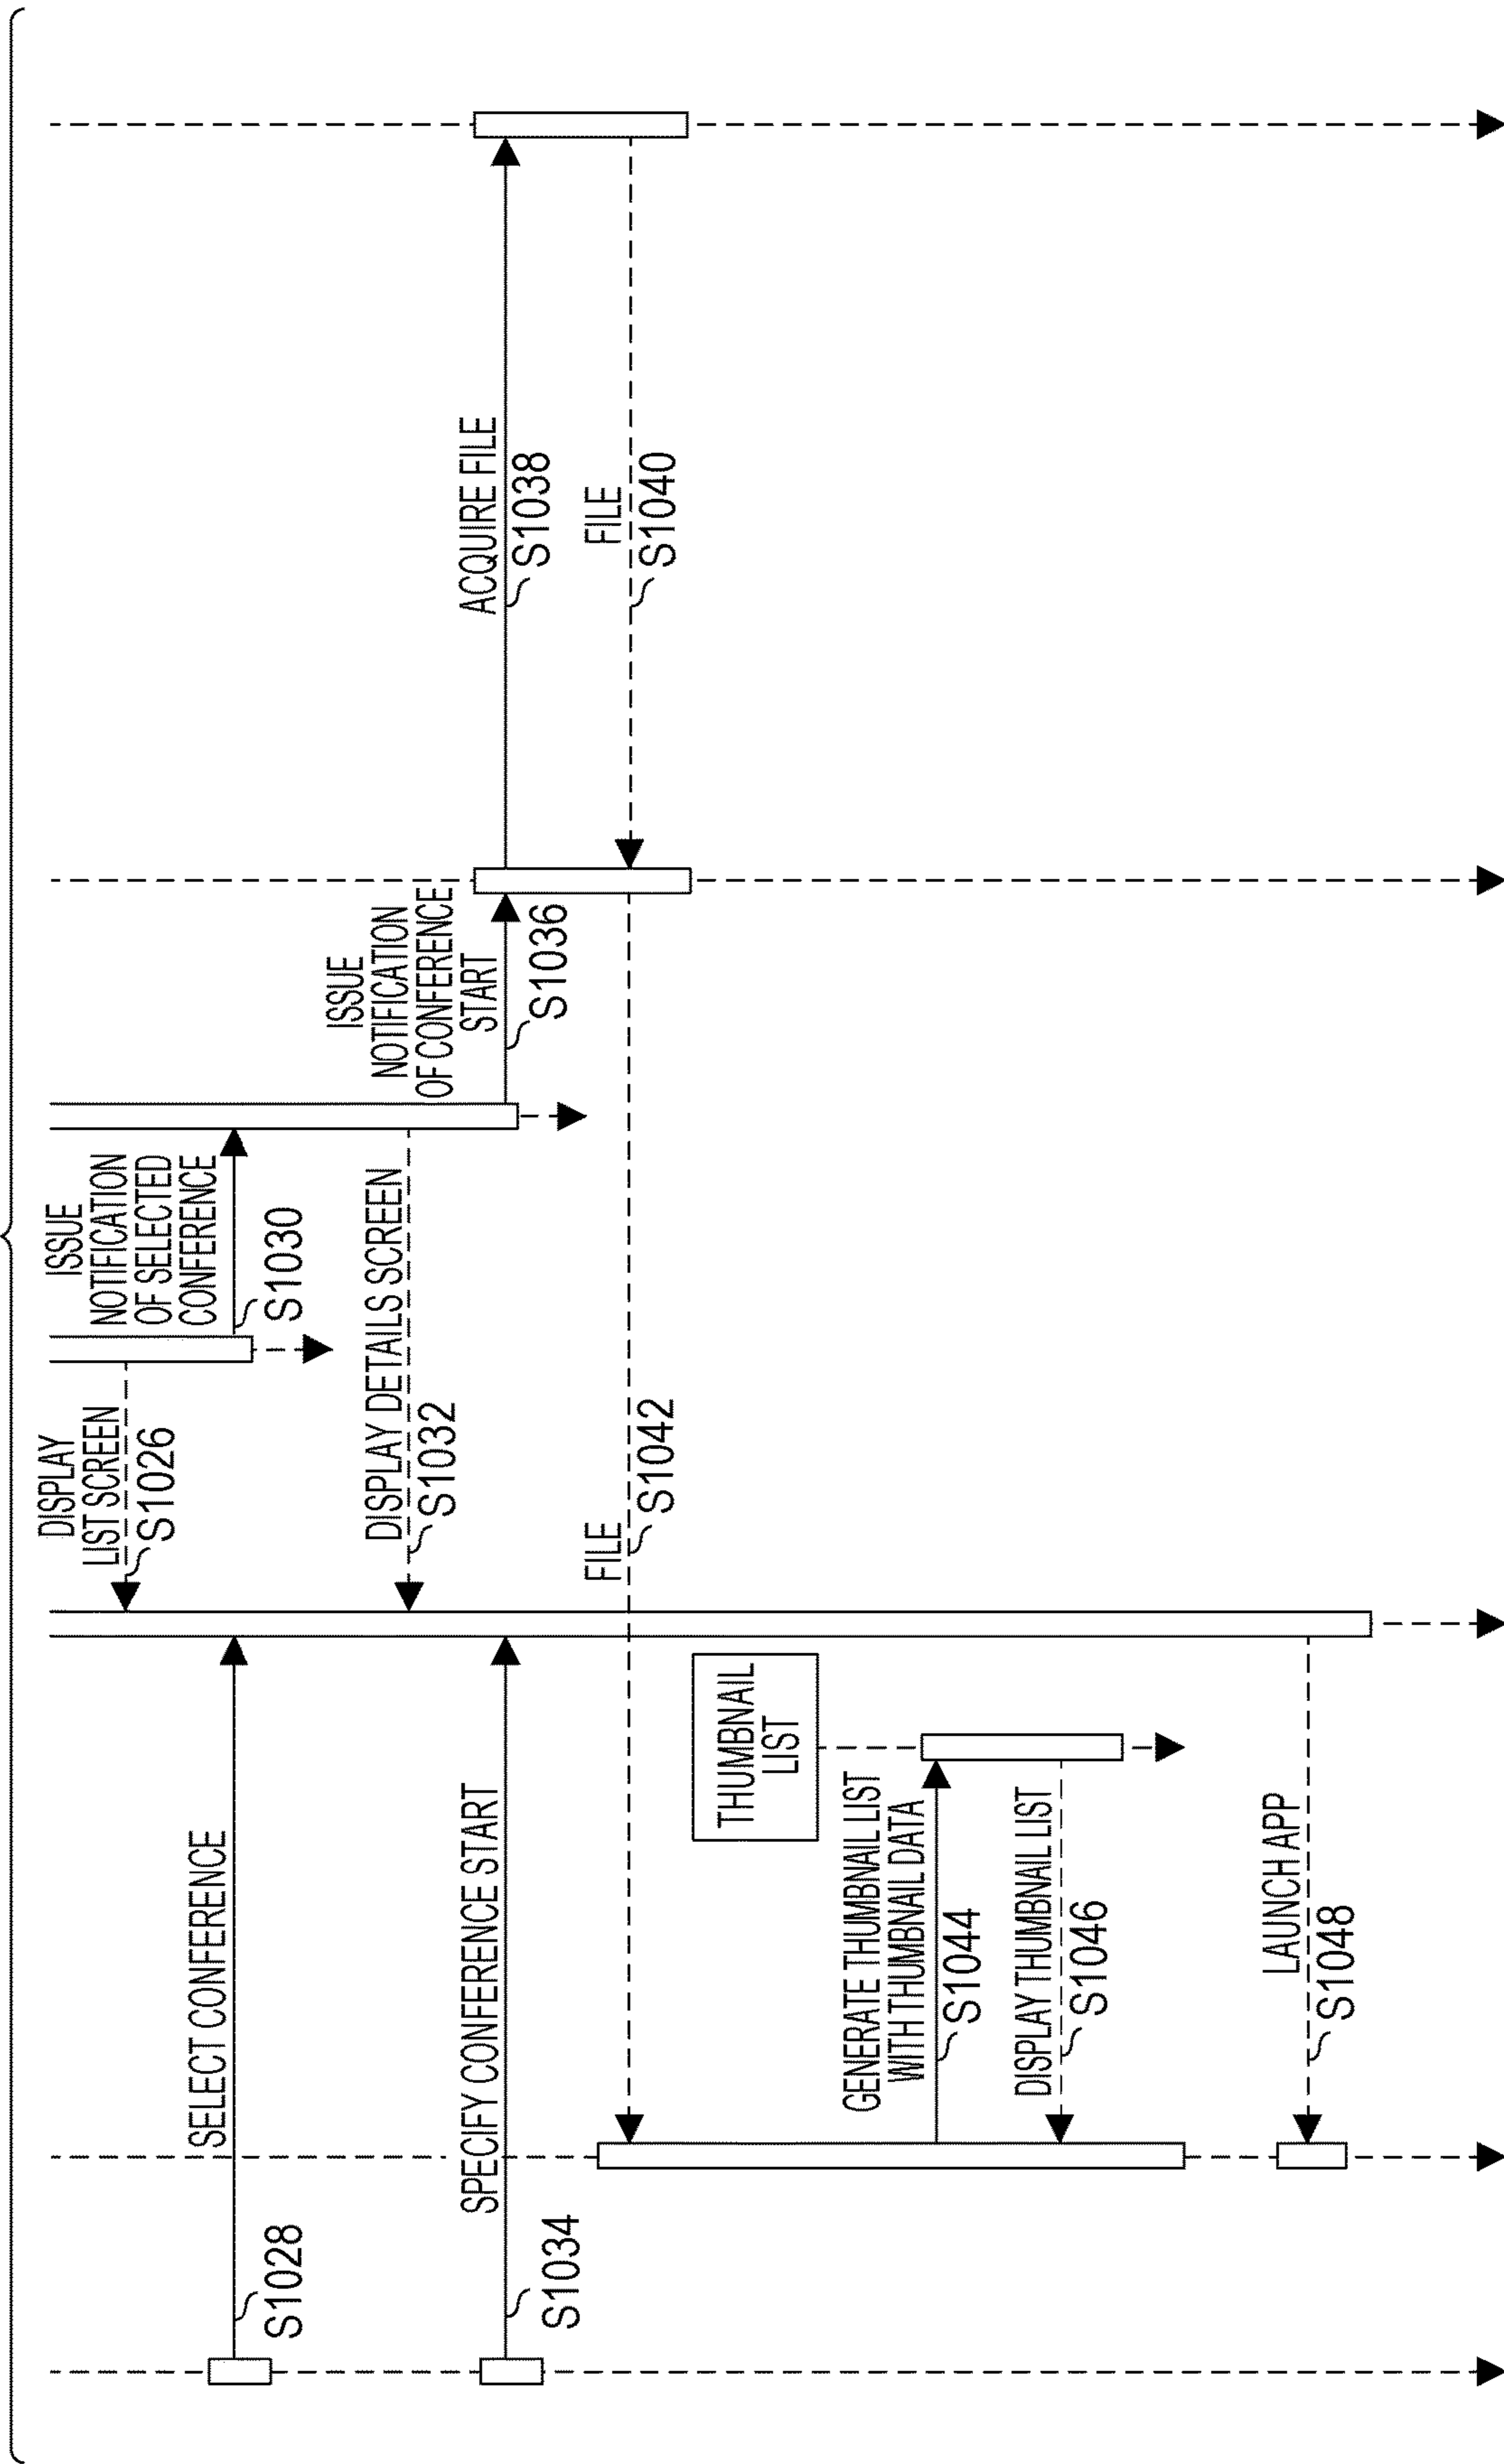 DISPLAY
LIST SCREEN
S1026
SELECT CONFERENCE
S1028
ISSUE
NOTIFICATION
OF SELECTED
CONFERENCE
S1030
DISPLAY DETAILS SCREEN
S1032
SPECIFY CONFERENCE START
S1034
ISSUE
NOTIFICATION
OF CONFERENCE
START
S1036
ACQUIRE FILE
S1038
FILE
S1040
FILE
S1042
THUMBNAIL
LIST
GENERATE THUMBNAIL LIST
WITH THUMBNAIL DATA
S1044
DISPLAY THUMBNAIL LIST
S1046
LAUNCH APP
S1048